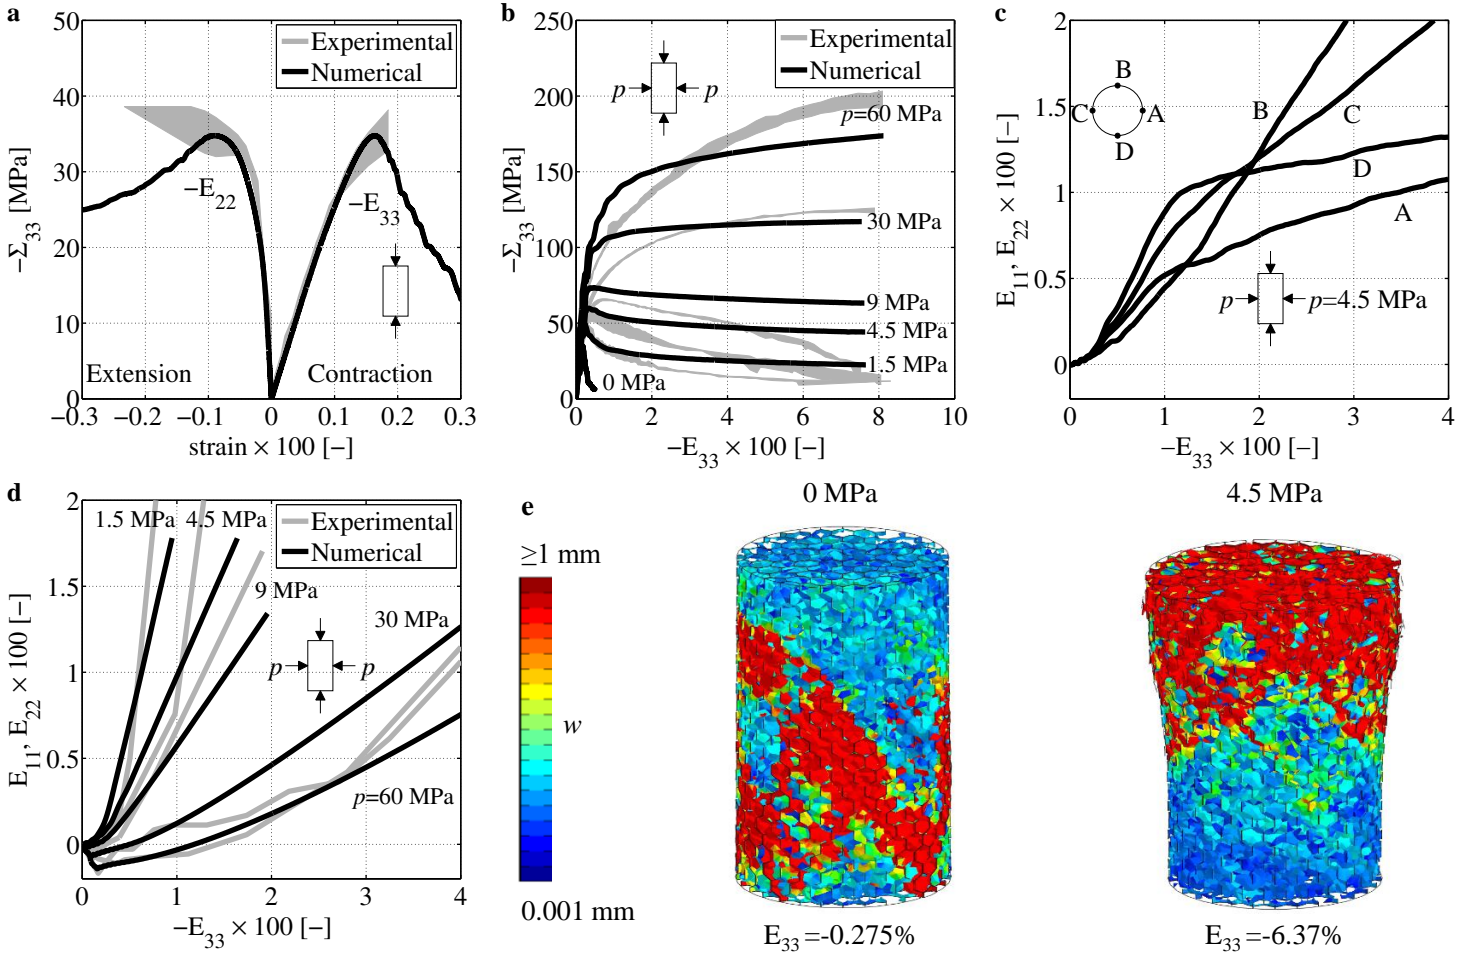 a
50
40
30
20
10
0
−Σ33 [MPa]
Experimental
Numerical
−E22
−E33
Extension
Contraction
−0.3 −0.2 −0.1 0 0.1 0.2 0.3
strain × 100 [−]
b
250
200
150
100
50
0
−Σ33 [MPa]
Experimental
Numerical
p p
p=60 MPa
30 MPa
9 MPa
4.5 MPa
1.5 MPa
0 MPa
0 2 4 6 8 10
−E33 × 100 [−]
c
2
1.5
1
0.5
0
E11, E22 × 100 [−]
B
C A
D
B
C
D
A
p p=4.5 MPa
0 1 2 3 4
−E33 × 100 [−]
d
2
1.5
1
0.5
0
E11, E22 × 100 [−]
1.5 MPa 4.5 MPa
Experimental
Numerical
9 MPa
30 MPa
p p
p=60 MPa
0 1 2 3 4
−E33 × 100 [−]
e
0 MPa
4.5 MPa
≥1 mm
w
0.001 mm
E33 =-0.275%
E33 =-6.37%